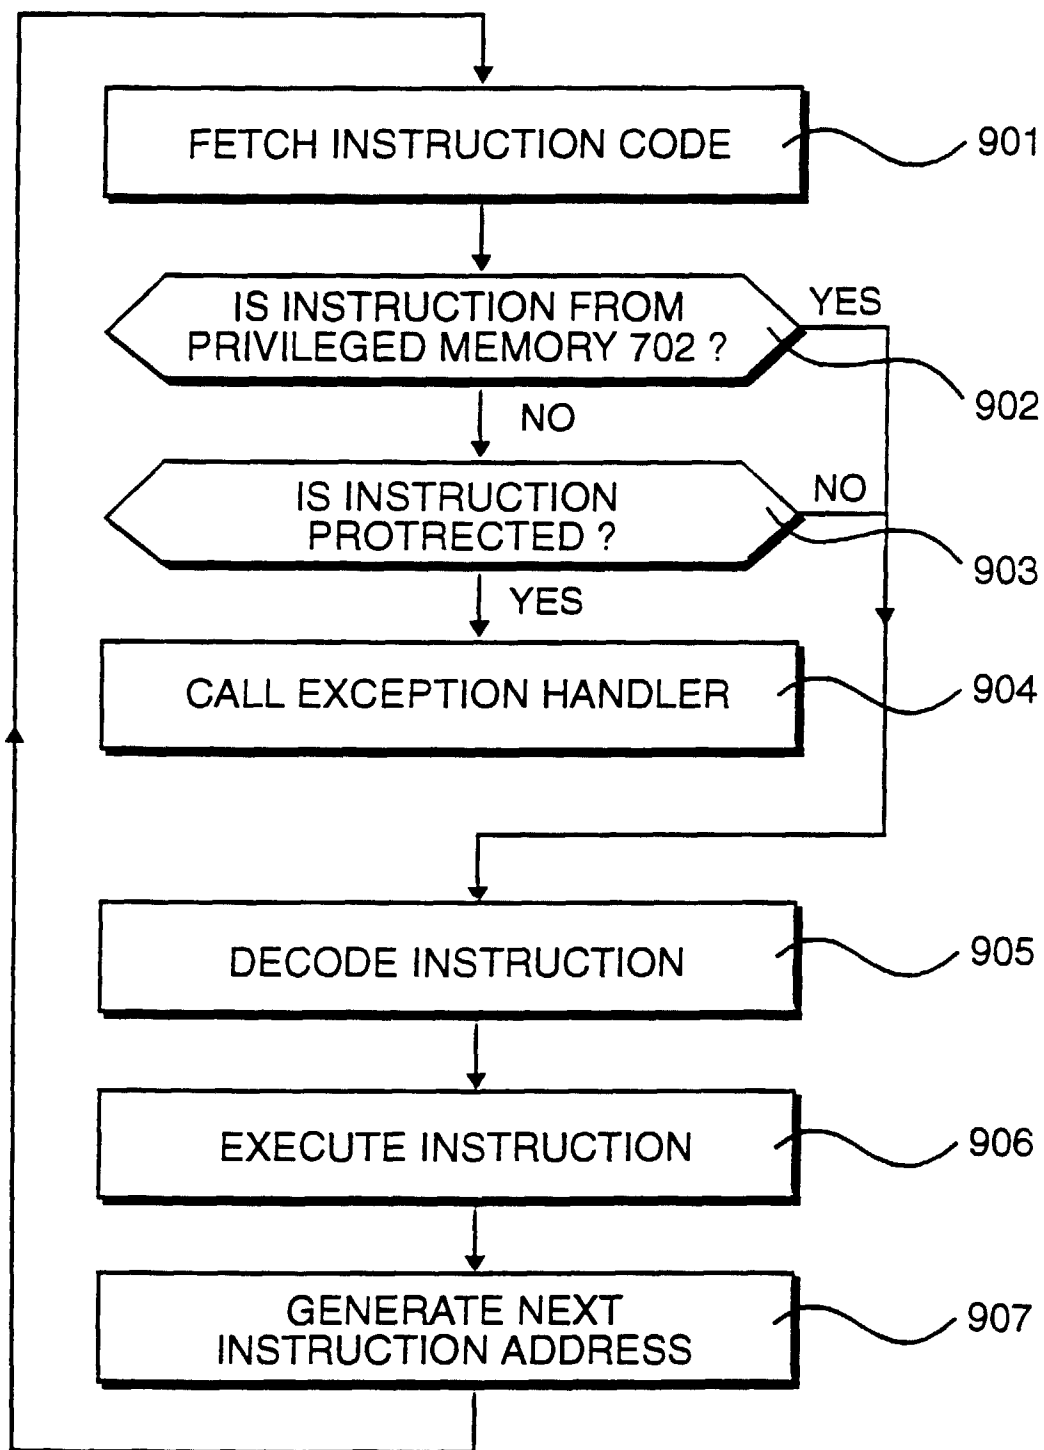 FETCH INSTRUCTION CODE
901
IS INSTRUCTION FROM
PRIVILEGED MEMORY 702 ?
YES
902
NO
IS INSTRUCTION
PROTRECTED ?
NO
903
YES
CALL EXCEPTION HANDLER
904
DECODE INSTRUCTION
905
EXECUTE INSTRUCTION
906
GENERATE NEXT
INSTRUCTION ADDRESS
907